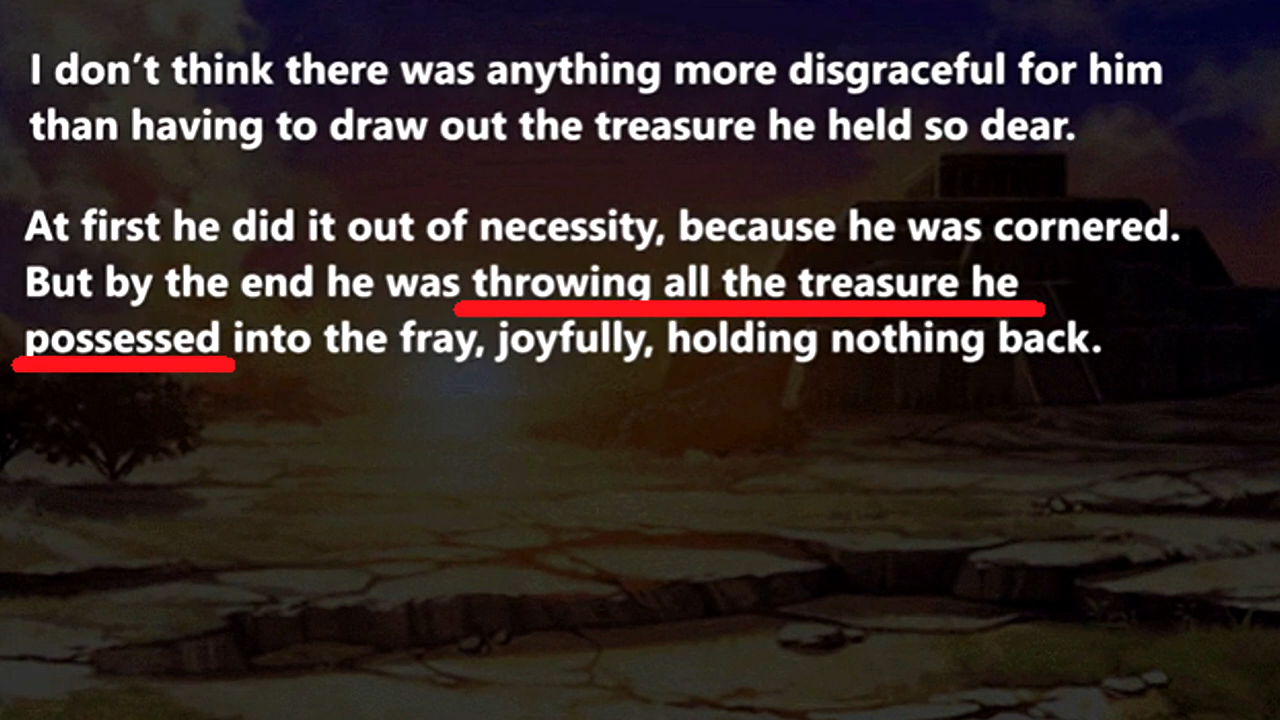 I don’t think there was anything more disgraceful for him
than having to draw out the treasure he held so dear.
At first he did it out of necessity, because he was cornered.
But by the end he was throwing all the treasure he
possessed into the fray, joyfully, holding nothing back.